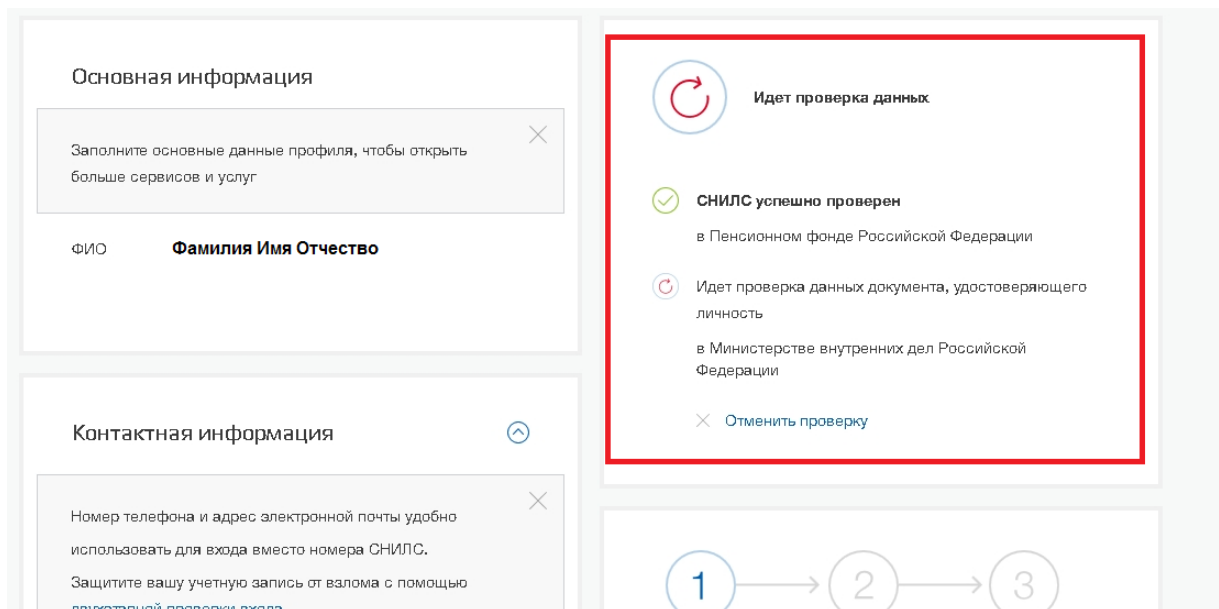 Основная информация
Заполните основные данные профиля, чтобы открыть
больше сервисов и услуг
ФИО Фамилия Имя Отчество
Контактная информация
Номер телефона и адрес электронной почты удобно
использовать для входа вместо номера СНИЛС.
Защитите вашу учетную запись от взлома с помощью
двухэтапной проверки входа
Идет проверка данных
СНИЛС успешно проверен
в Пенсионном фонде Российской Федерации
Идет проверка данных документа, удостоверяющего
личность
в Министерстве внутренних дел Российской
Федерации
Отменить проверку
1 2 3